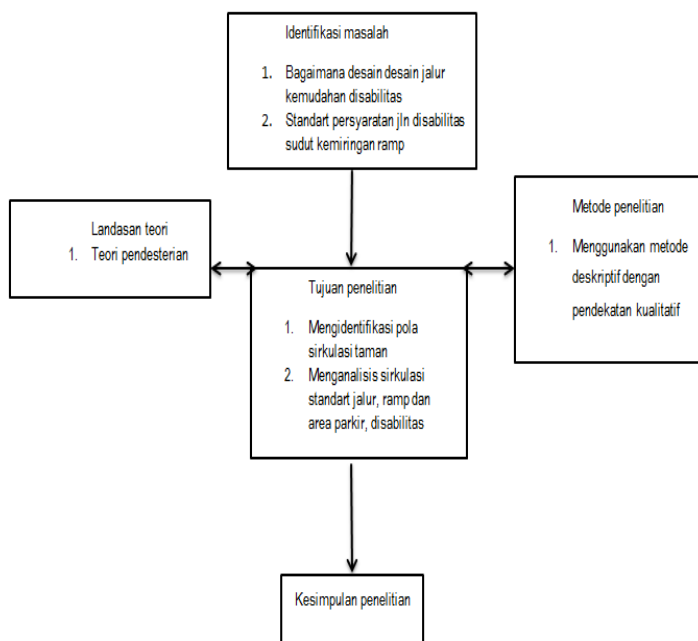 Identifikasi masalah
1. Bagaimana desain desain jalur
kemudahan disabilitas
2. Standart persyaratan jln disabilitas
sudut kemiringan ramp
Landasan teori
1. Teori pendesterian
Metode penelitian
1. Menggunakan metode
deskriptif dengan
pendekatan kualitatif
Tujuan penelitian
1. Mengidentifikasi pola
sirkulasi taman
2. Menganalisis sirkulasi
standart jalur, ramp dan
area parkir, disabilitas
Kesimpulan penelitian